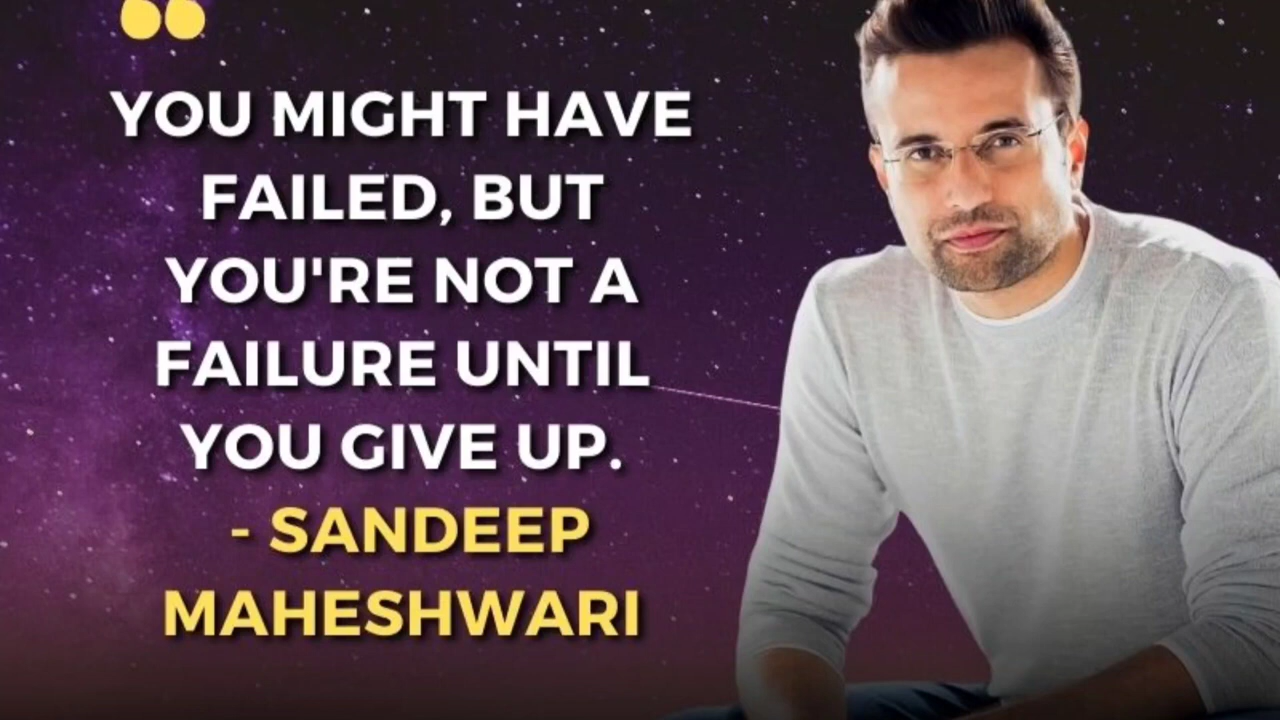 YOU MIGHT HAVE
FAILED, BUT
YOU'RE NOT A
FAILURE UNTIL
YOU GIVE UP.
- SANDEEP
MAHESHWARI